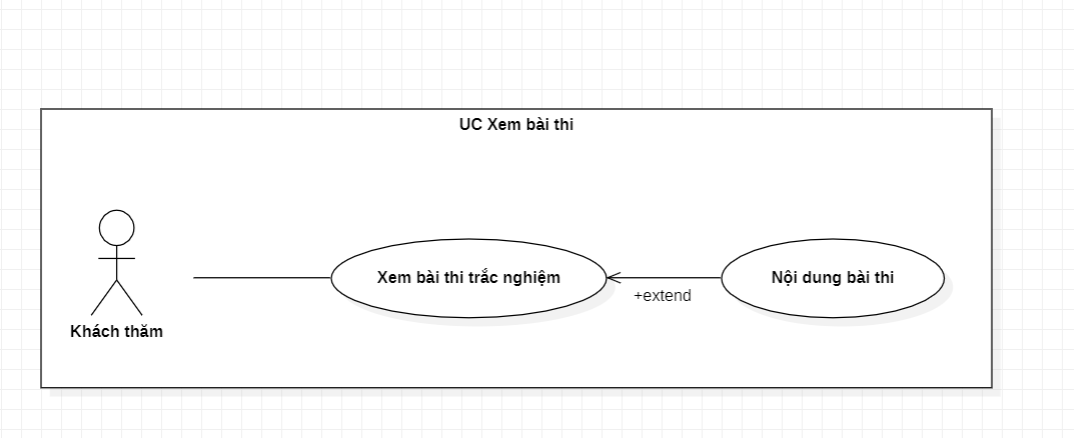 UC Xem bài thi
Xem bài thi trắc nghiệm
Nội dung bài thi
+extend
Khách thăm